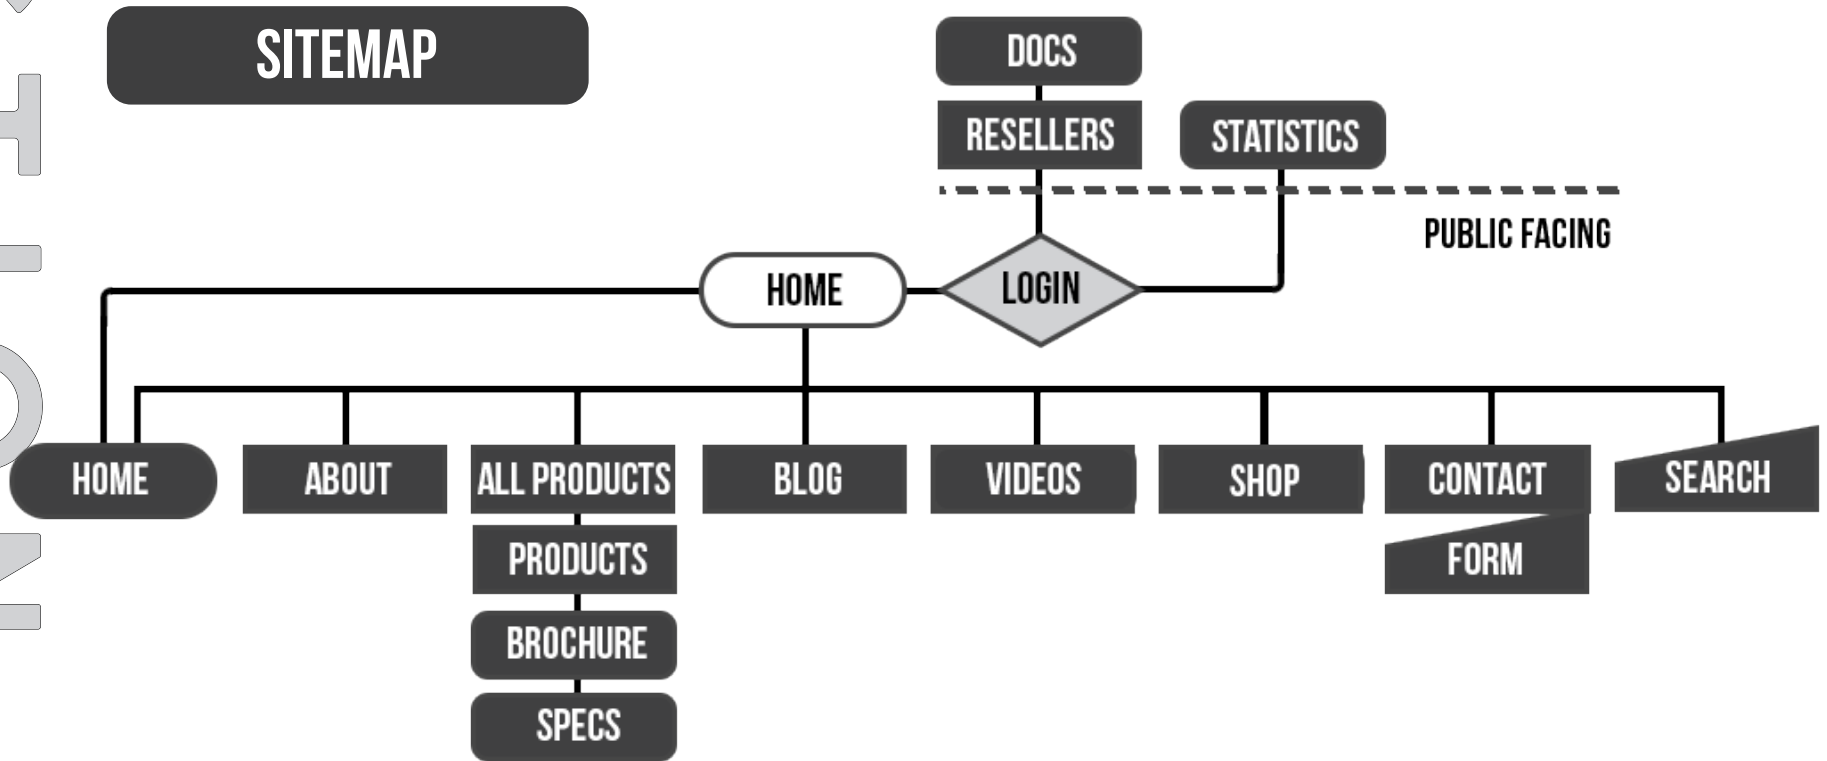 SITEMAP
DOCS
RESELLERS
STATISTICS
PUBLIC FACING
HOME
LOGIN
HOME
ABOUT
ALL PRODUCTS
BLOG
VIDEOS
SHOP
CONTACT
SEARCH
PRODUCTS
FORM
BROCHURE
SPECS